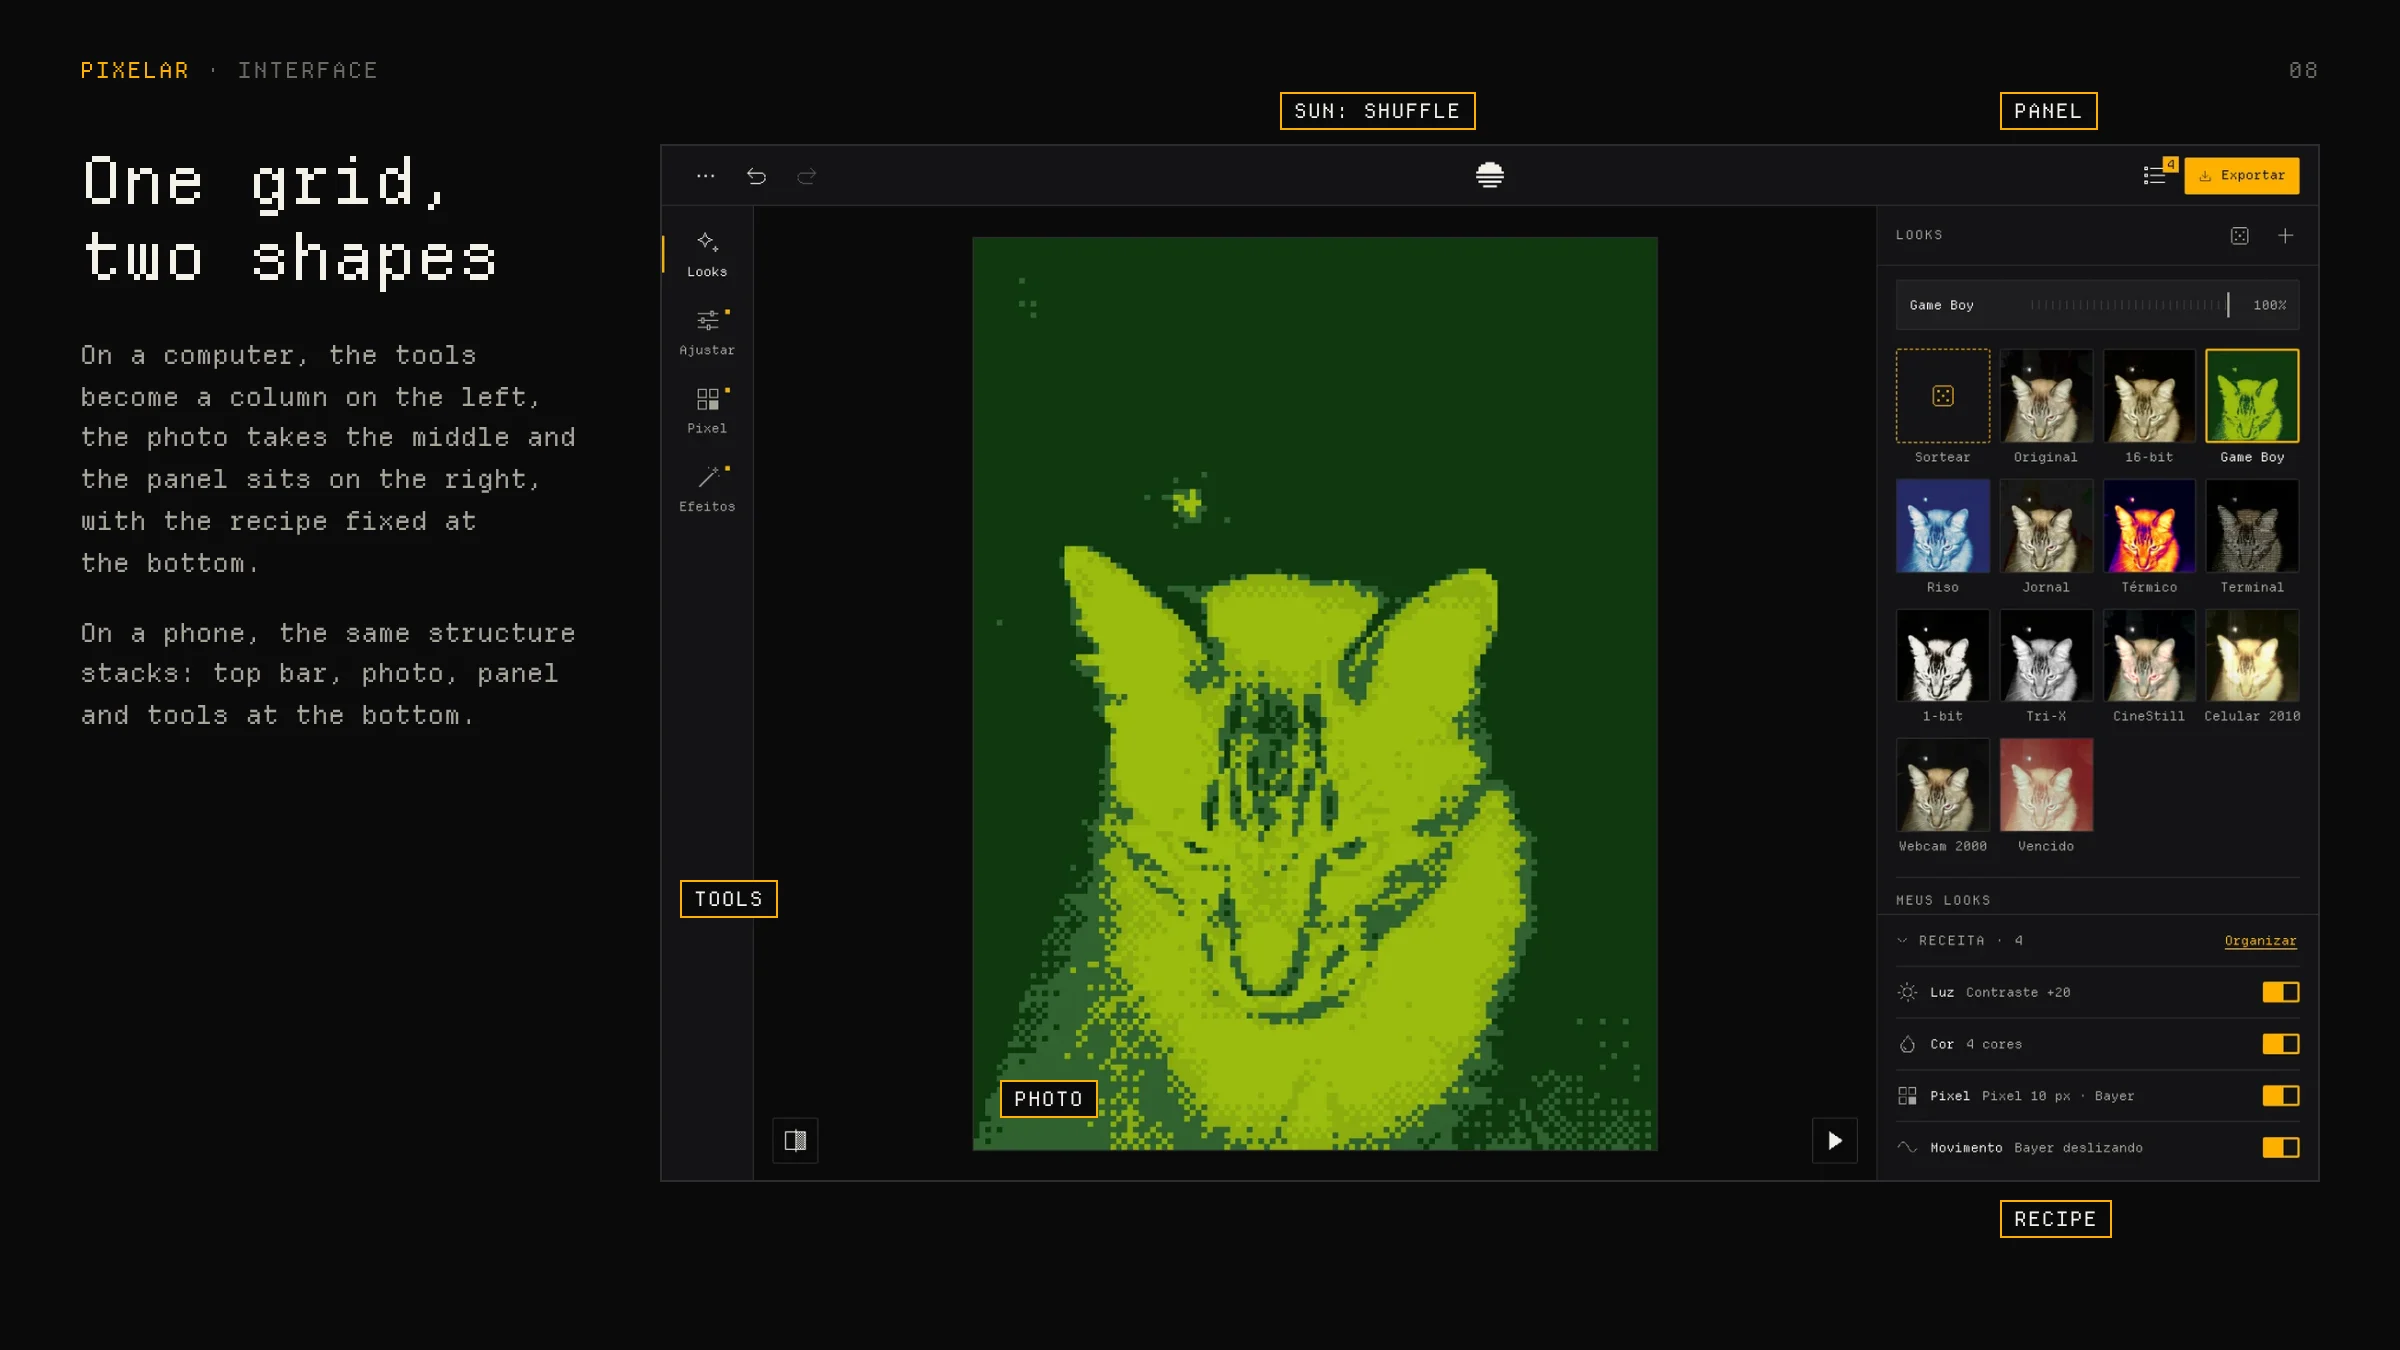 PIXELAR · INTERFACE
08
One grid,
two shapes
On a computer, the tools
become a column on the left,
the photo takes the middle and
the panel sits on the right,
with the recipe fixed at
the bottom.
On a phone, the same structure
stacks: top bar, photo, panel
and tools at the bottom.
SUN: SHUFFLE
PANEL
4
Exportar
Looks
Ajustar
Pixel
Efeitos
TOOLS
PHOTO
LOOKS
Game Boy 100%
Sortear Original 16-bit Game Boy
Riso Jornal Térmico Terminal
1-bit Tri-X CineStill Celular 2010
Webcam 2000 Vencido
MEUS LOOKS
RECEITA · 4 Organizar
Luz Contraste +20
Cor 4 cores
Pixel Pixel 10 px · Bayer
Movimento Bayer deslizando
RECIPE